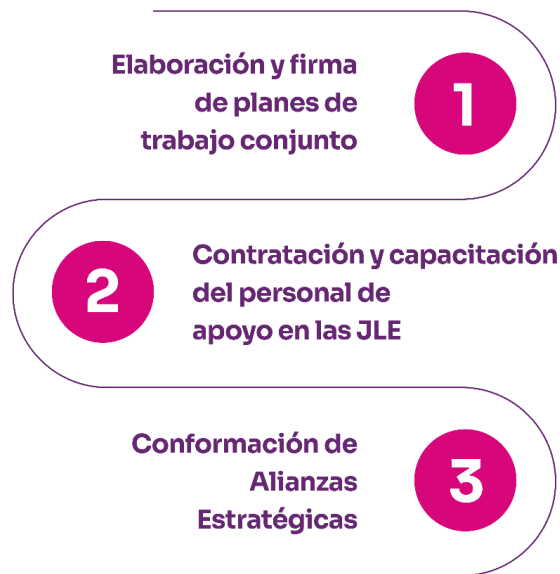 Elaboración y firma
de planes de
trabajo conjunto
1
2
Contratación y capacitación
del personal de
apoyo en las JLE
Conformación de
Alianzas
Estratégicas
3